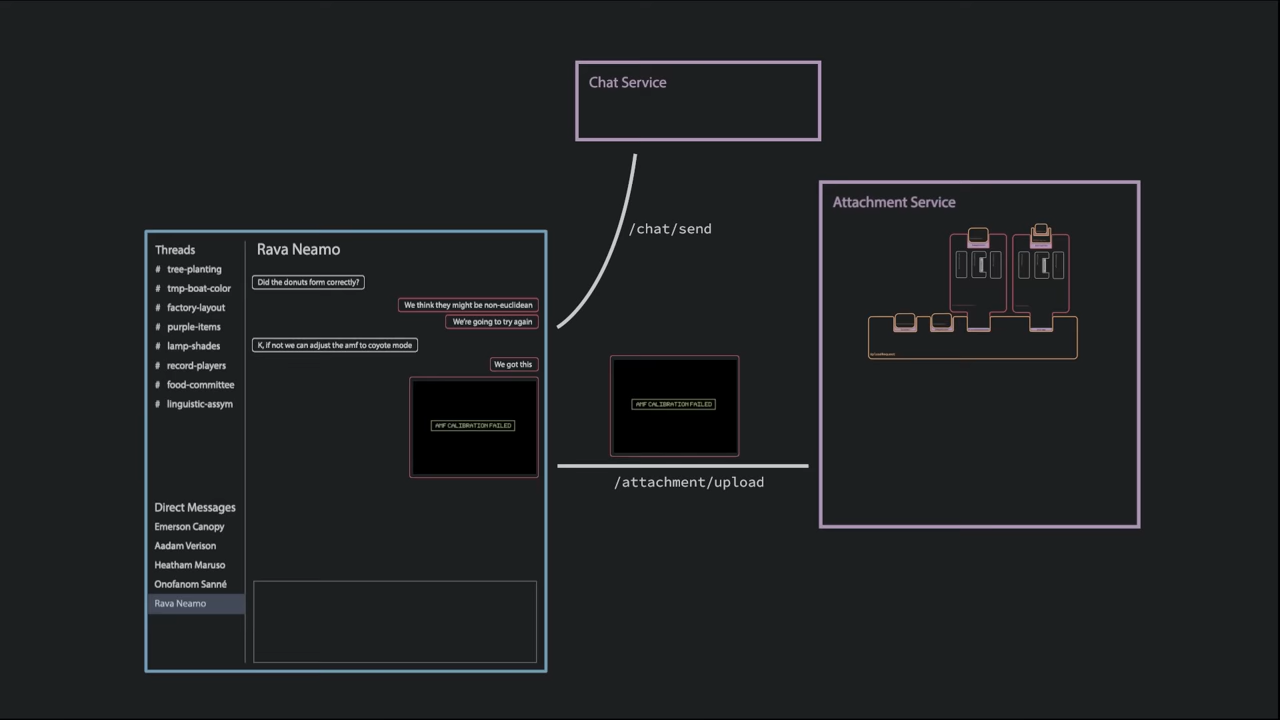 Chat Service
Attachment Service
/chat/send
Threads
# tree-planting
# tmp-boat-color
# factory-layout
# purple-items
# lamp-shades
# record-players
# food-committee
# linguistic-assym
Direct Messages
Emerson Canopy
Aadam Verison
Heatham Maruso
Onofanom Sanné
Rava Neamo
Rava Neamo
Did the donuts form correctly?
We think they might be non-euclidean
We're going to try again
K, if not we can adjust the amf to coyote mode
We got this
AMF CALIBRATION FAILED
AMF CALIBRATION FAILED
/attachment/upload